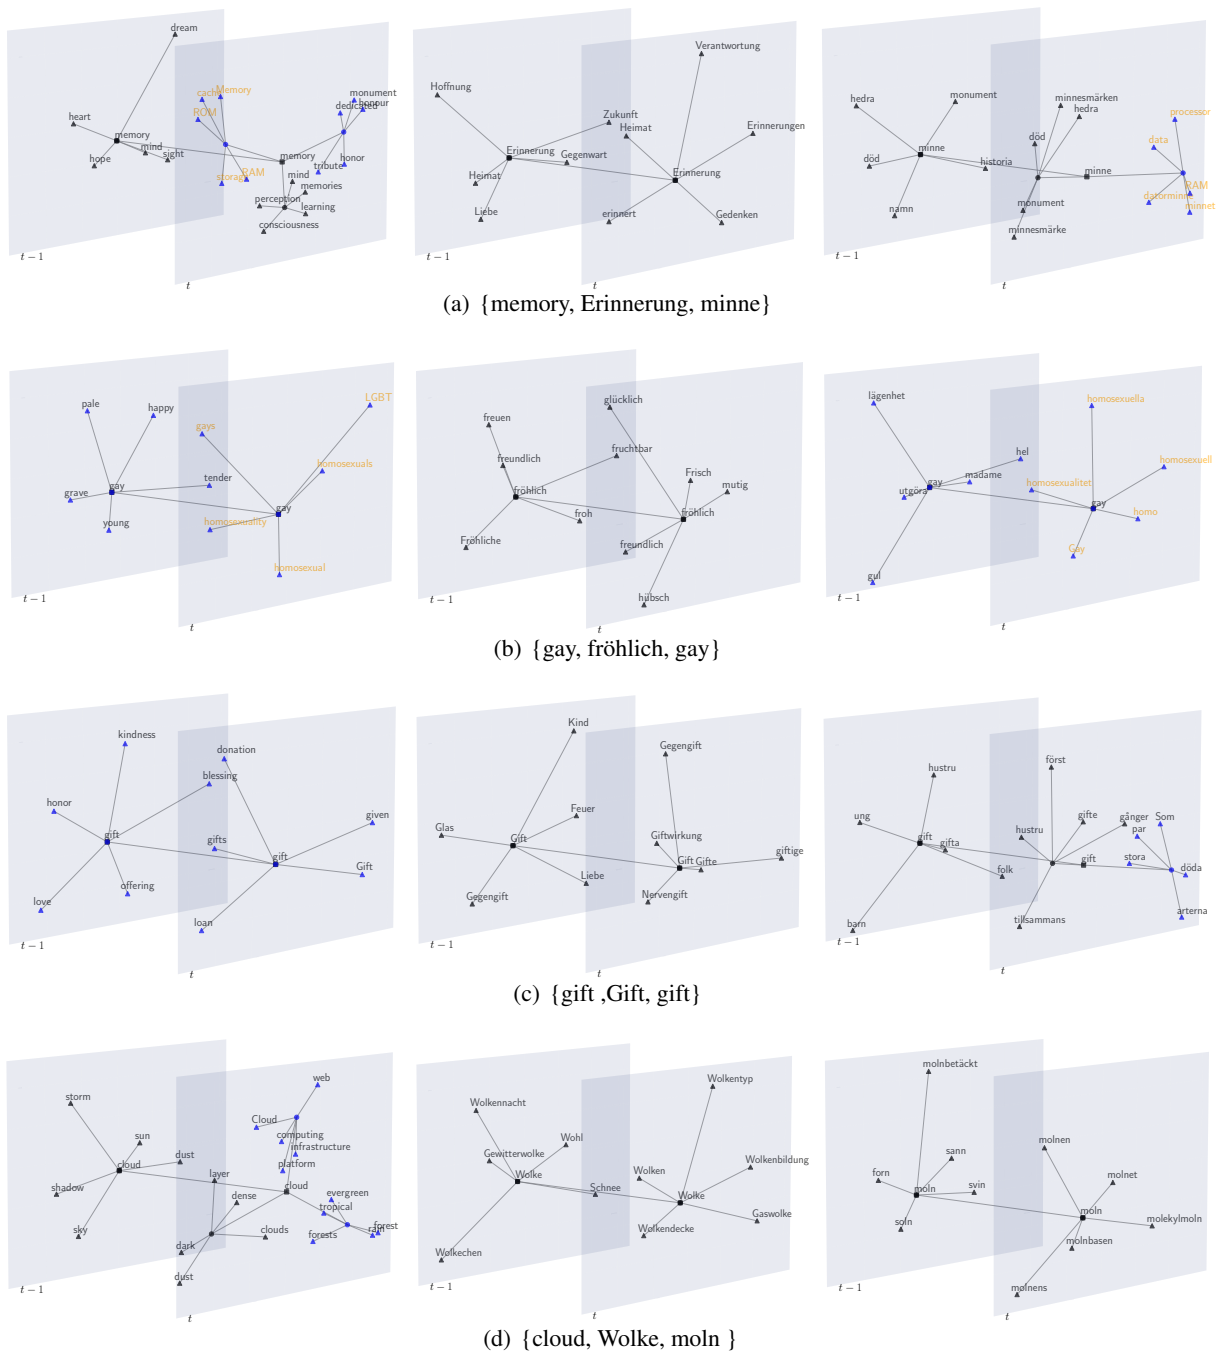 dream
heart
memory
mind
hope
sight
t − 1
cache
Memory
ROM
storage
RAM
monument
dedicated
honour
tribute
honor
memory
mind
memories
perception
learning
consciousness
t
Hoffnung
Erinnerung
Gegenwart
Zukunft
Heimat
Liebe
t − 1
Verantwortung
Heimat
Erinnerungen
Erinnerung
erinnert
Gedenken
t
hedra
monument
minne
död
historia
namn
t − 1
minnesmärken
hedra
död
minne
monument
minnesmärke
processor
data
RAM
datorminne
minnet
t
(a) {memory, Erinnerung, minne}
pale
happy
gay
tender
grave
young
t − 1
LGBT
gays
homosexuals
gay
homosexuality
homosexual
t
freuen
freundlich
fruchtbar
fröhlich
froh
Fröhliche
t − 1
glücklich
Frisch
mutig
fröhlich
freundlich
hübsch
t
lägenhet
hel
madame
gay
utgöra
gul
t − 1
homosexuella
homosexuell
homosexualitet
gay
homo
Gay
t
(b) {gay, fröhlich, gay}
kindness
blessing
honor
gift
offering
love
t − 1
donation
gifts
given
gift
Gift
loan
t
Kind
Feuer
Glas
Gift
Liebe
Gegengift
t − 1
Gegengift
Giftwirkung
Gift
Gifte
giftige
Nervengift
t
hustru
ung
gift
gifta
folk
barn
t − 1
först
gifte
gånger
hustru
gift
tillsammans
Som
par
stora
döda
arterna
t
(c) {gift ,Gift, gift}
storm
sun
dust
cloud
shadow
sky
t − 1
web
Cloud
computing
infrastructure
platform
layer
cloud
dense
clouds
dark
dust
evergreen
tropical
forest
rain
forests
t
Wolkennacht
Wohl
Gewitterwolke
Wolke
Schnee
Wolkechen
t − 1
Wolkentyp
Wolken
Wolkenbildung
Wolke
Gaswolke
Wolkendecke
t
molnbetäckt
sann
forn
svin
moln
soln
t − 1
molnen
molnet
moln
molekylmoln
molnbasen
molnens
t
(d) {cloud, Wolke, moln }